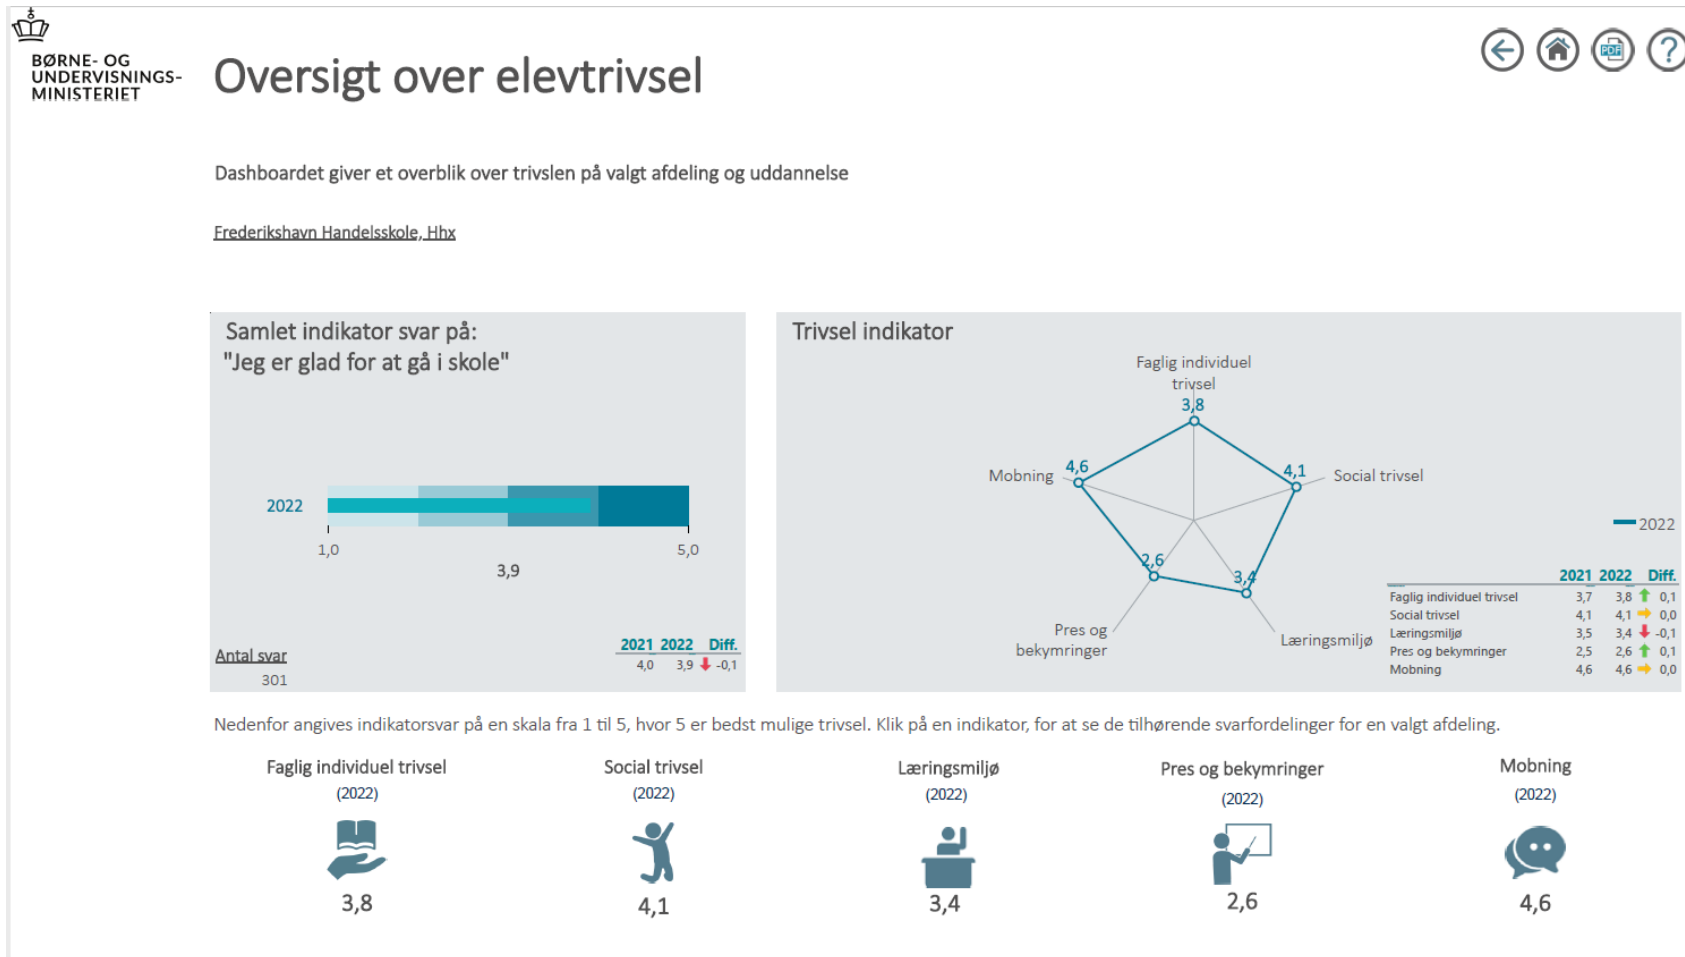 BØRNE- OG
UNDERVISNINGS-
MINISTERIET
Oversigt over elevtrivsel
PDF
?
Dashboardet giver et overblik over trivslen på valgt afdeling og uddannelse
Frederikshavn Handelsskole, Hhx
Samlet indikator svar på:
"Jeg er glad for at gå i skole"
2022
1,0
5,0
3,9
Antal svar
301
2021 2022 Diff.
4,0 3,9 -0,1
Trivsel indikator
Faglig individuel
trivsel
3,8
Mobning
4,6
4,1
Social trivsel
2022
2,6
3,4
Pres og
bekymringer
Læringsmiljø
2021 2022 Diff.
Faglig individuel trivsel 3,7 3,8 0,1
Social trivsel 4,1 4,1 0,0
Læringsmiljø 3,5 3,4 -0,1
Pres og bekymringer 2,5 2,6 0,1
Mobning 4,6 4,6 0,0
Nedenfor angives indikatorsvar på en skala fra 1 til 5, hvor 5 er bedst mulige trivsel. Klik på en indikator, for at se de tilhørende svarfordelinger for en valgt afdeling.
Faglig individuel trivsel
(2022)
3,8
Social trivsel
(2022)
4,1
Læringsmiljø
(2022)
3,4
Pres og bekymringer
(2022)
2,6
Mobning
(2022)
4,6